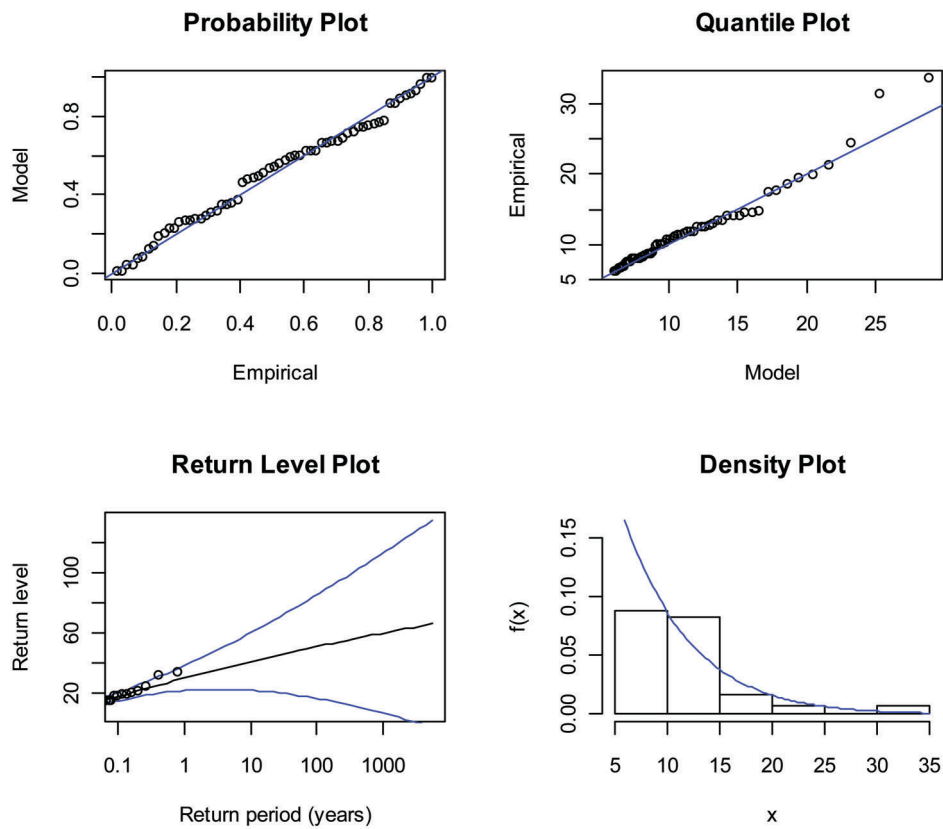 Probability Plot
Model
0.0
0.4
0.8
0.0 0.2 0.4 0.6 0.8 1.0
Empirical
Quantile Plot
Empirical
5
10
20
30
10 15 20 25
Model
Return Level Plot
Return level
20
60
100
0.1 1 10 100 1000
Return period (years)
Density Plot
f(x)
0.00
0.05
0.10
0.15
5 10 15 20 25 30 35
x